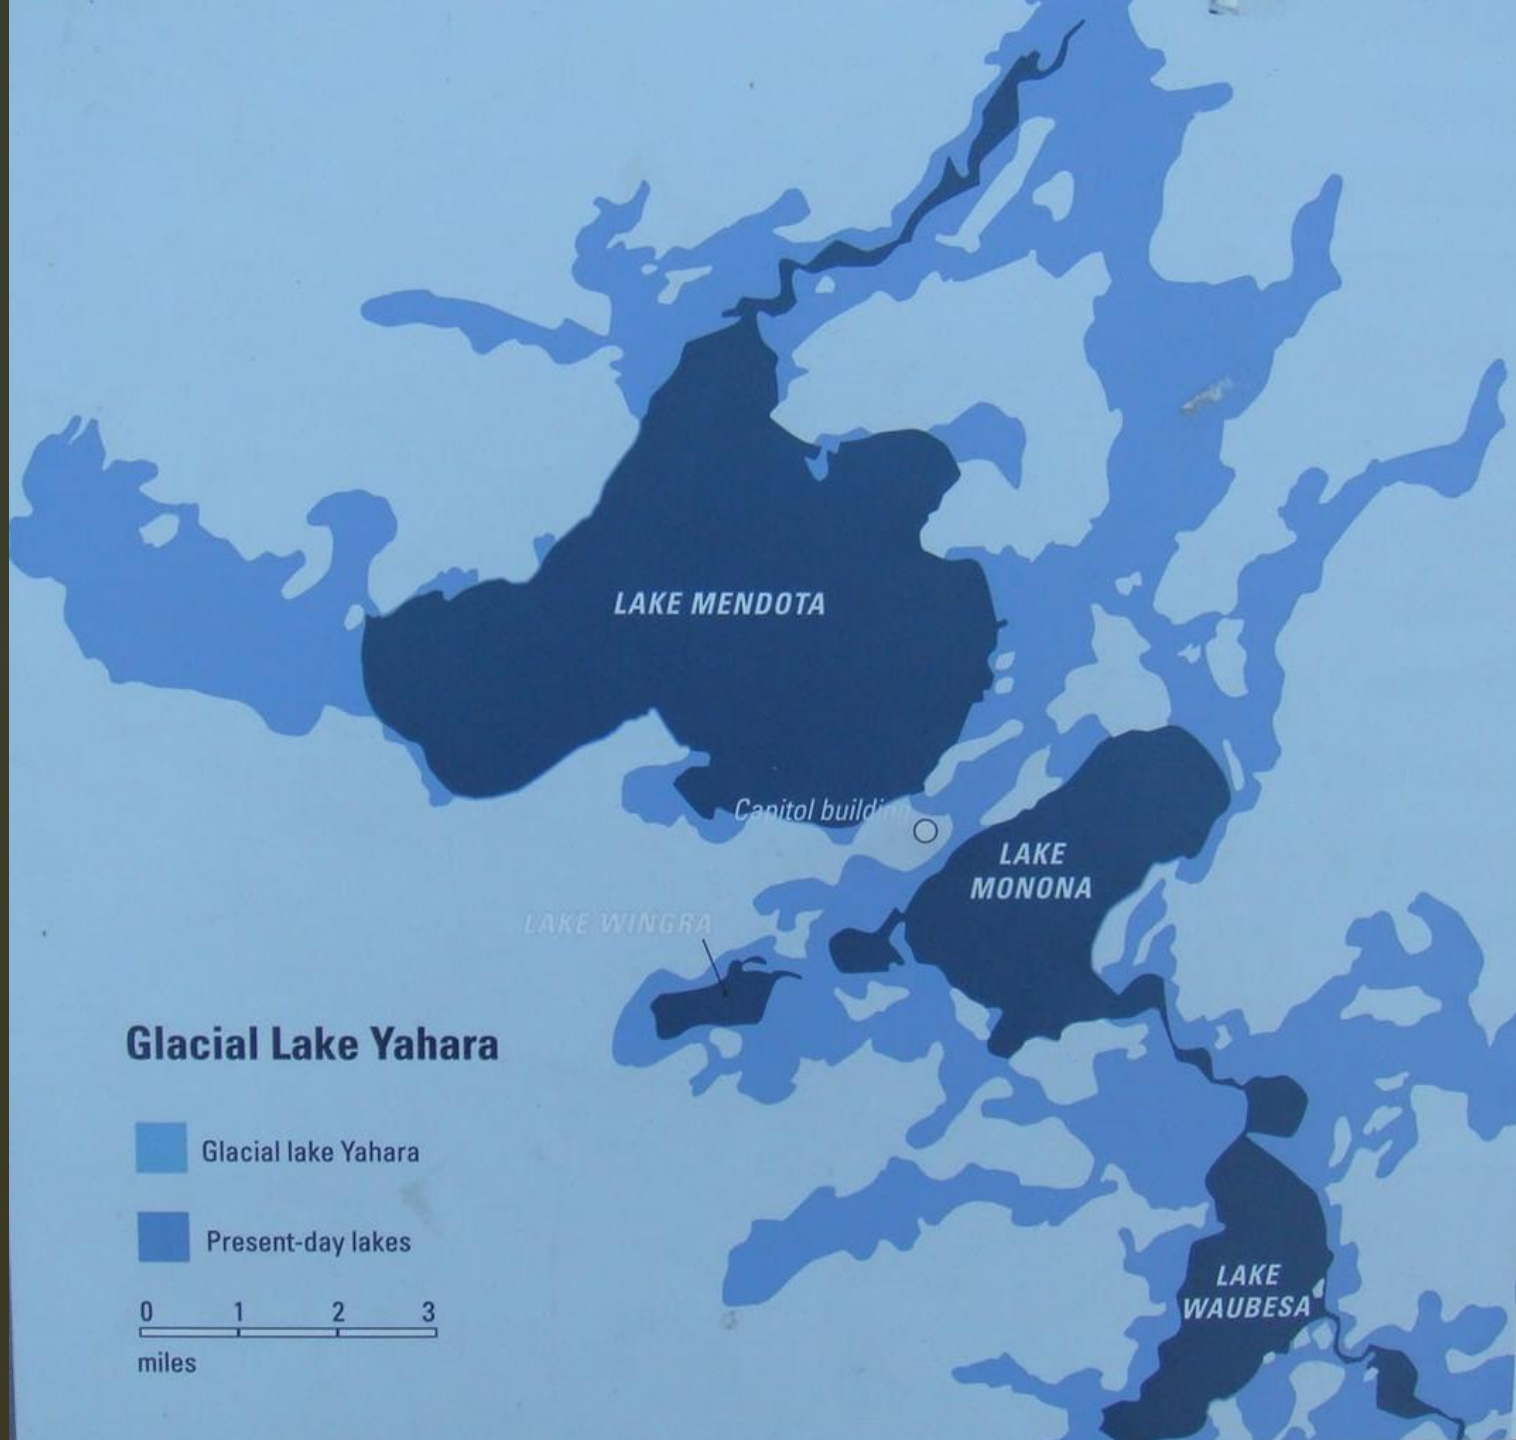 LAKE MENDOTA
Capitol building
LAKE
MONONA
LAKE WINGRA
Glacial Lake Yahara
Glacial lake Yahara
Present-day lakes
0 1 2 3
miles
LAKE
WAUBESA